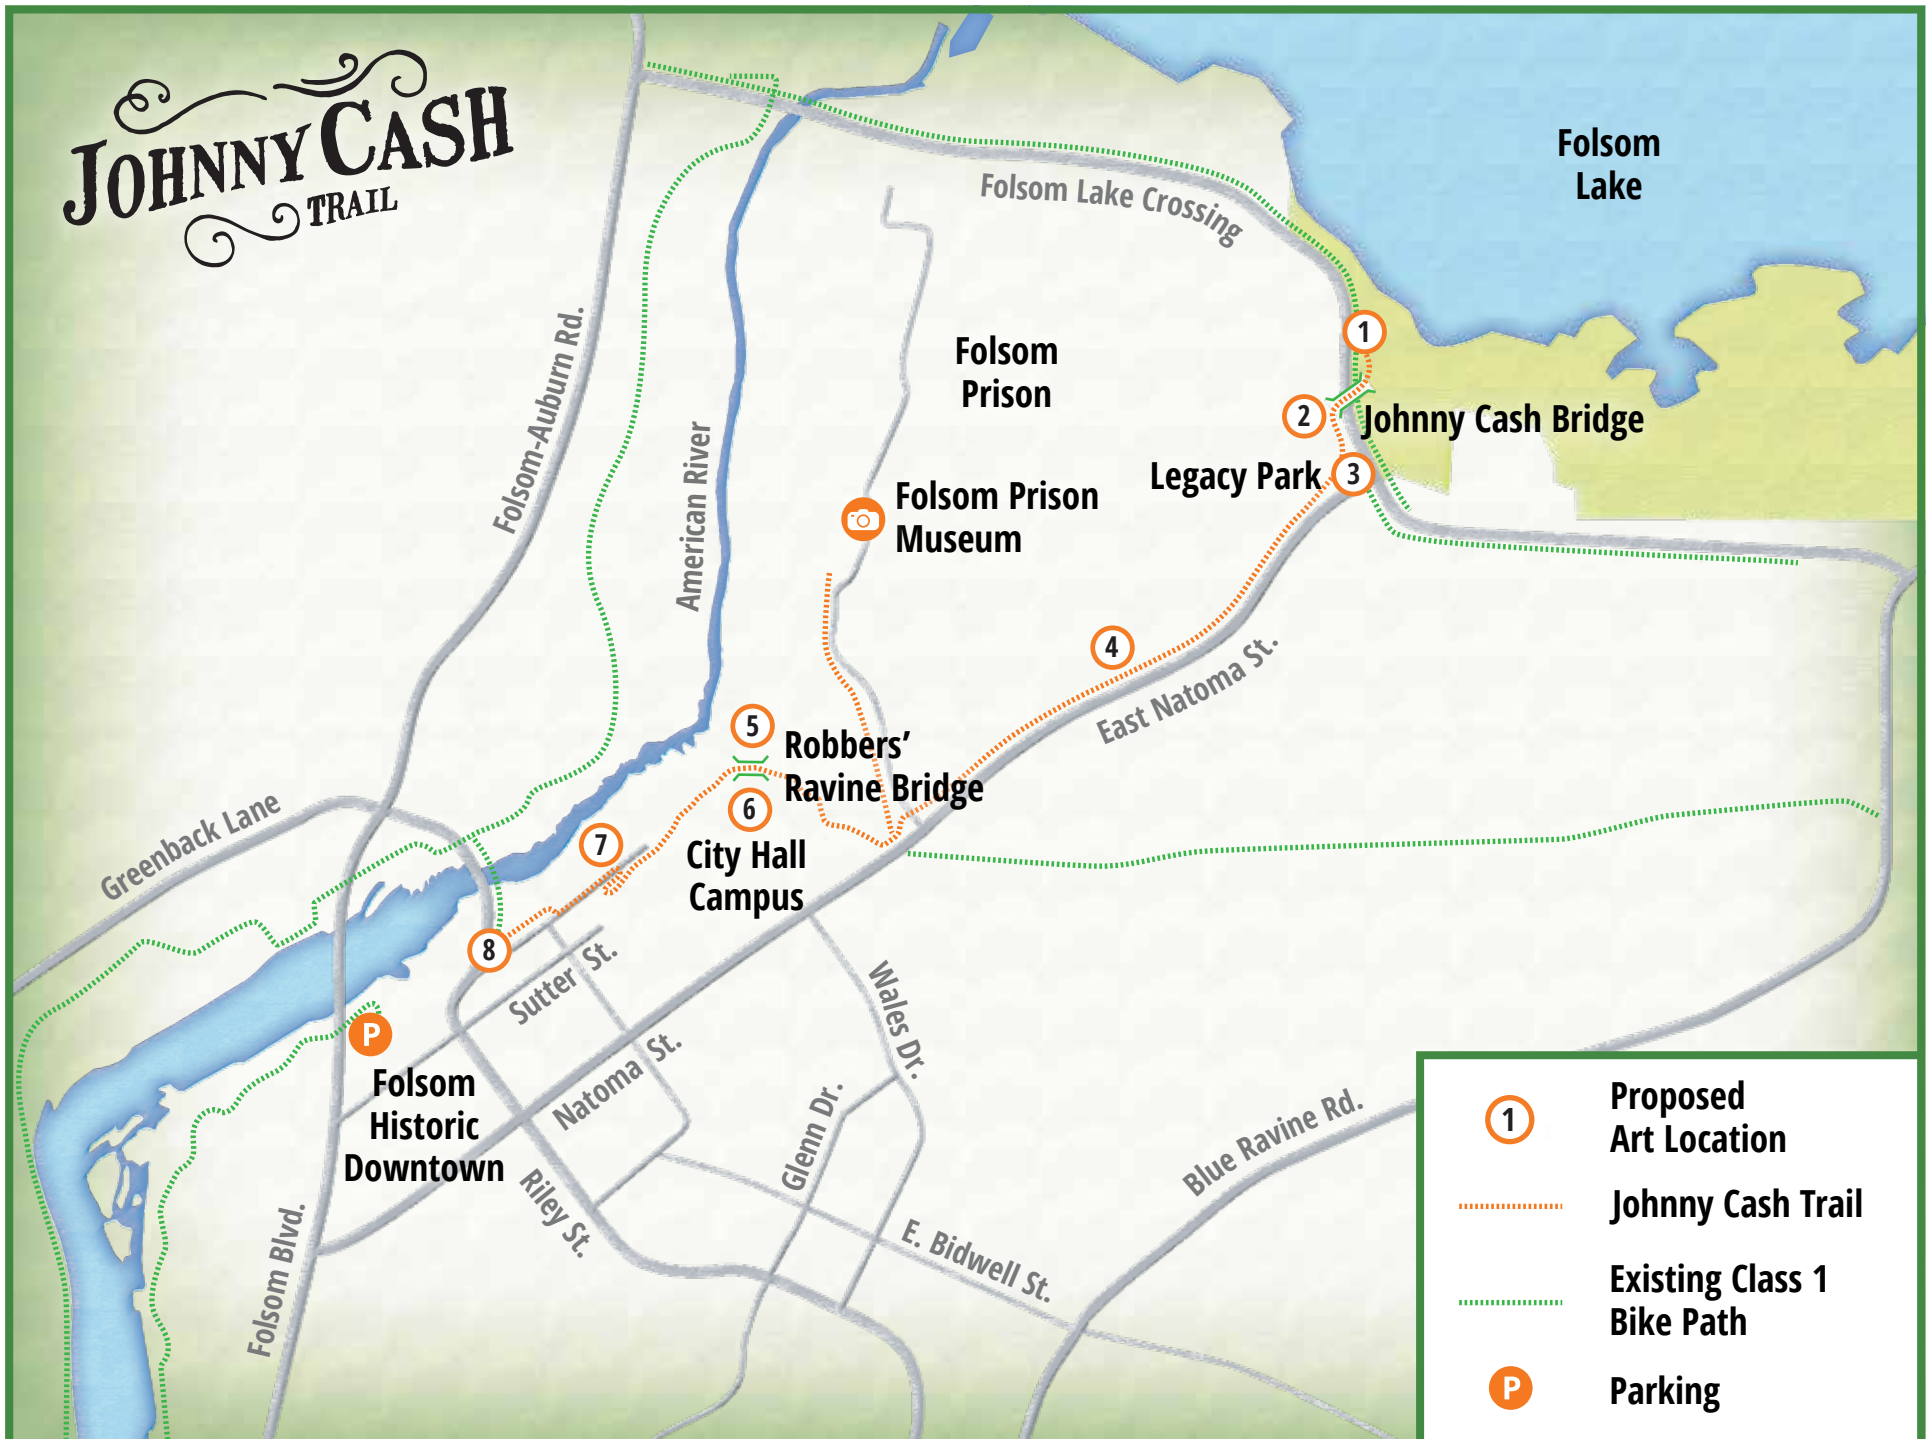 JOHNNY CASH
TRAIL
Folsom
Lake
Folsom Lake Crossing
Folsom-Auburn Rd.
American River
Folsom
Prison
1
2
Johnny Cash Bridge
Legacy Park
3
Folsom Prison
Museum
4
East Natoma St.
5
Robbers’
Ravine Bridge
6
City Hall
Campus
7
8
Greenback Lane
Sutter St.
Wales Dr.
P
Folsom
Historic
Downtown
Natoma St.
Glenn Dr.
Riley St.
Folsom Blvd.
E. Bidwell St.
Blue Ravine Rd.
1
Proposed
Art Location
Johnny Cash Trail
Existing Class 1
Bike Path
P
Parking